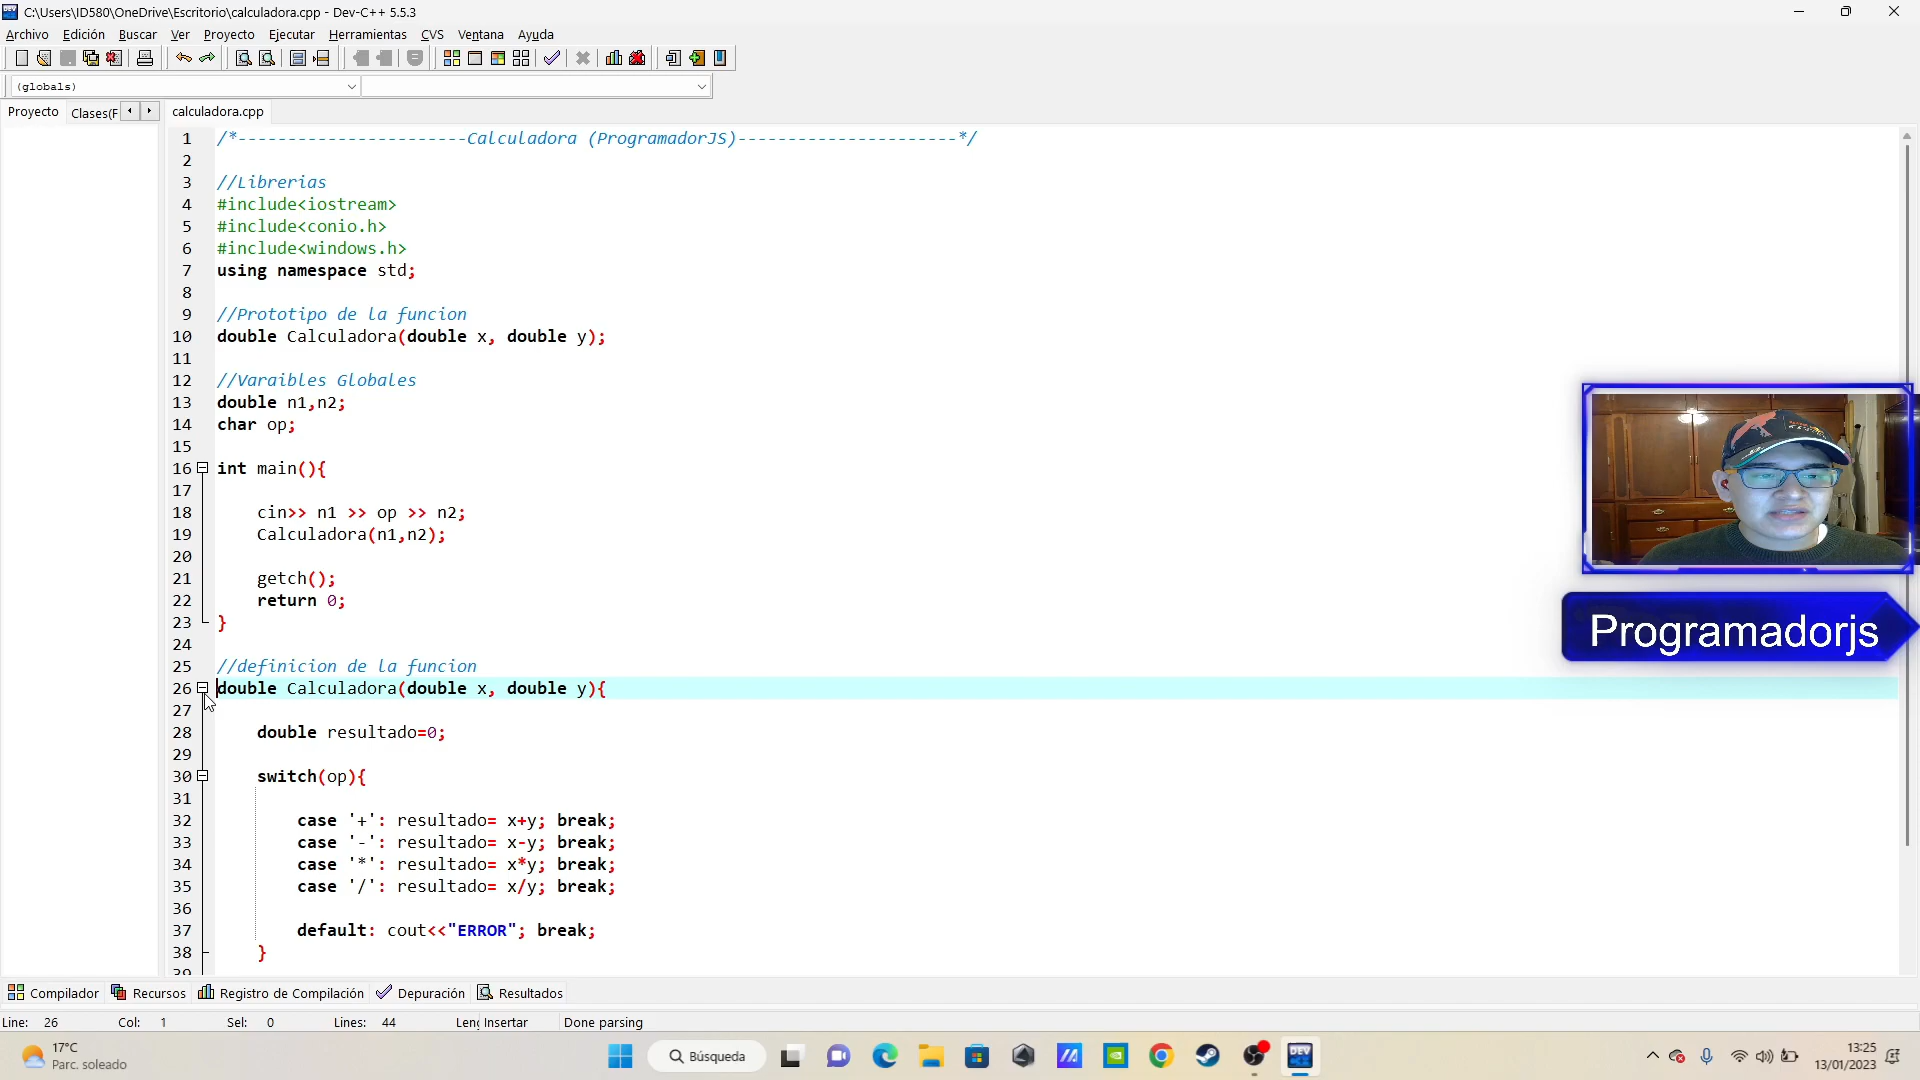 C:\Users\ID580\OneDrive\Escritorio\calculadora.cpp - Dev-C++ 5.5.3
Archivo Edición Buscar Ver Proyecto Ejecutar Herramientas CVS Ventana Ayuda
(globals)
Proyecto Clases(F calculadora.cpp
1 /*-----------------------Calculadora (ProgramadorJS)----------------------*/
2
3 //Librerias
4 #include<iostream>
5 #include<conio.h>
6 #include<windows.h>
7 using namespace std;
8
9 //Prototipo de la funcion
10 double Calculadora(double x, double y);
11
12 //Varaibles Globales
13 double n1,n2;
14 char op;
15
16 int main(){
17
18 cin>> n1 >> op >> n2;
19 Calculadora(n1,n2);
20
21 getch();
22 return 0;
23 }
24
25 //definicion de la funcion
26 double Calculadora(double x, double y){
27
28 double resultado=0;
29
30 switch(op){
31
32 case '+': resultado= x+y; break;
33 case '-': resultado= x-y; break;
34 case '*': resultado= x*y; break;
35 case '/': resultado= x/y; break;
36
37 default: cout<<"ERROR"; break;
38 }
39
Programadorjs
Compilador Recursos Registro de Compilación Depuración Resultados
Line: 26 Col: 1 Sel: 0 Lines: 44 Leng Insertar Done parsing
17°C
Parc. soleado
Búsqueda
DEV
13:25
13/01/2023